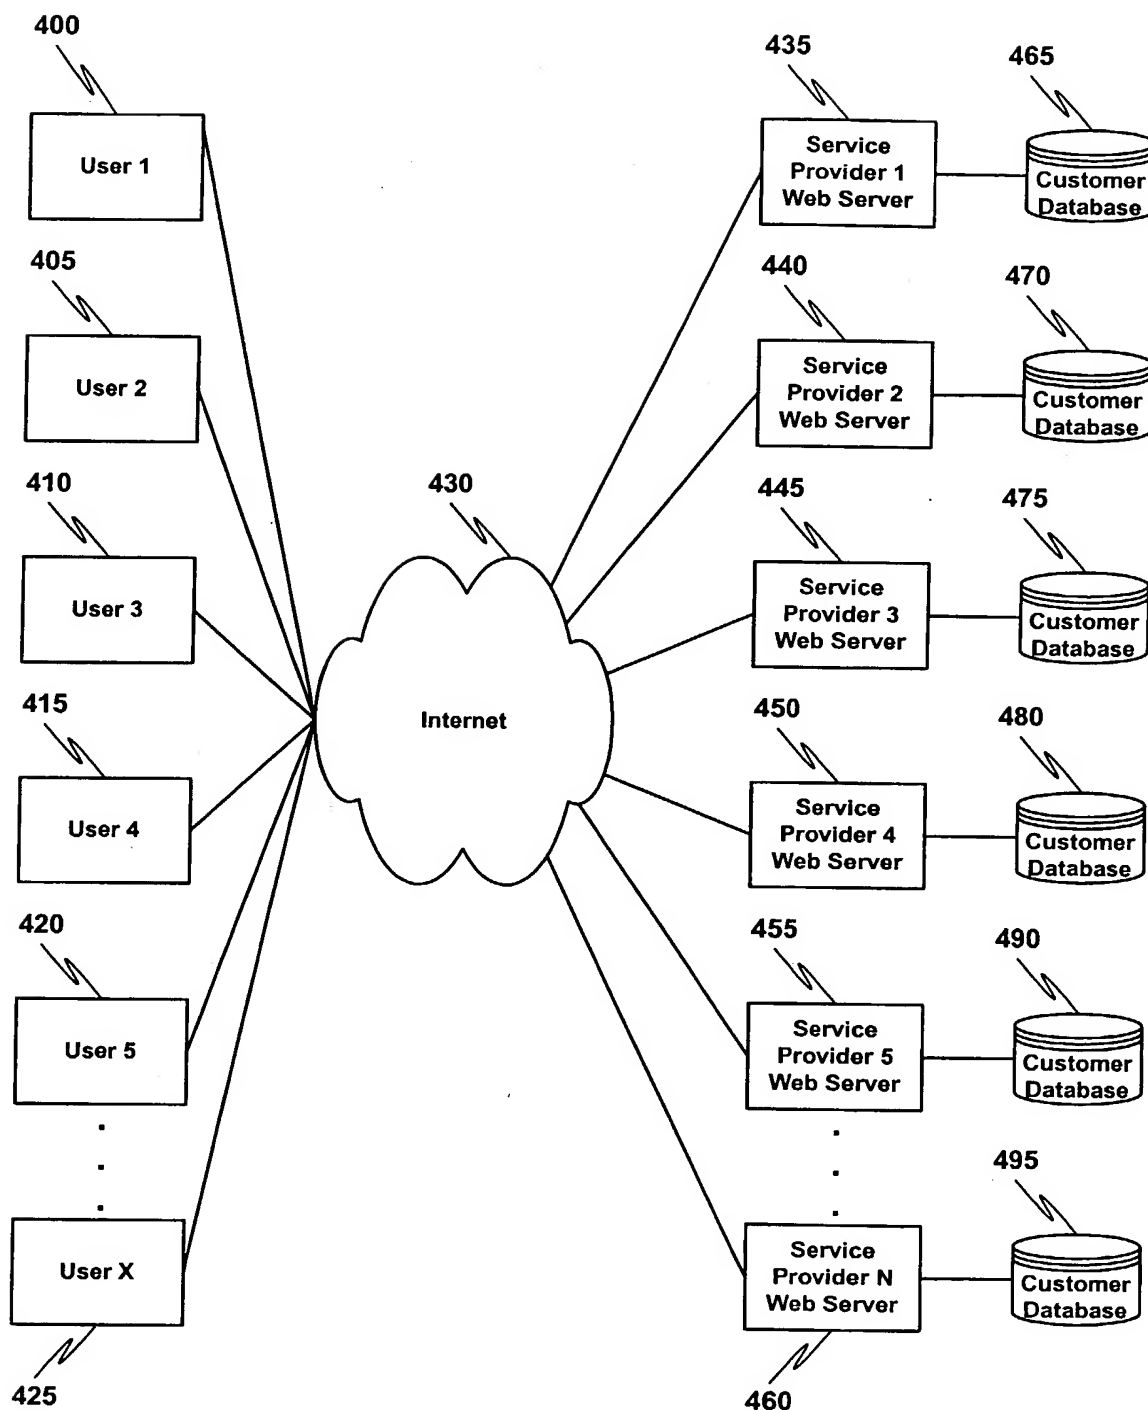 400
User 1
405
User 2
410
User 3
415
User 4
420
User 5
User X
425
430
Internet
435
Service
Provider 1
Web Server
440
Service
Provider 2
Web Server
445
Service
Provider 3
Web Server
450
Service
Provider 4
Web Server
455
Service
Provider 5
Web Server
Service
Provider N
Web Server
460
465
Customer
Database
470
Customer
Database
475
Customer
Database
480
Customer
Database
490
Customer
Database
495
Customer
Database